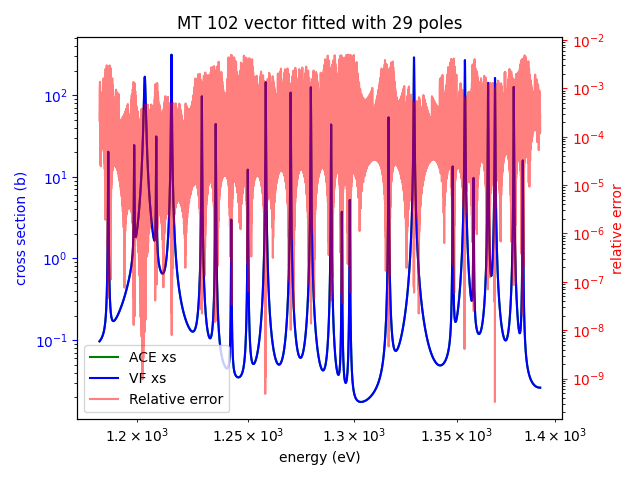 MT 102 vector fitted with 29 poles
cross section (b)
10²
10¹
10⁰
10⁻¹
10⁻²
10⁻³
10⁻⁴
10⁻⁵
10⁻⁶
10⁻⁷
10⁻⁸
10⁻⁹
relative error
ACE xs
VF xs
Relative error
1.2 × 10³ 1.25 × 10³ 1.3 × 10³ 1.35 × 10³ 1.4 × 10³
energy (eV)